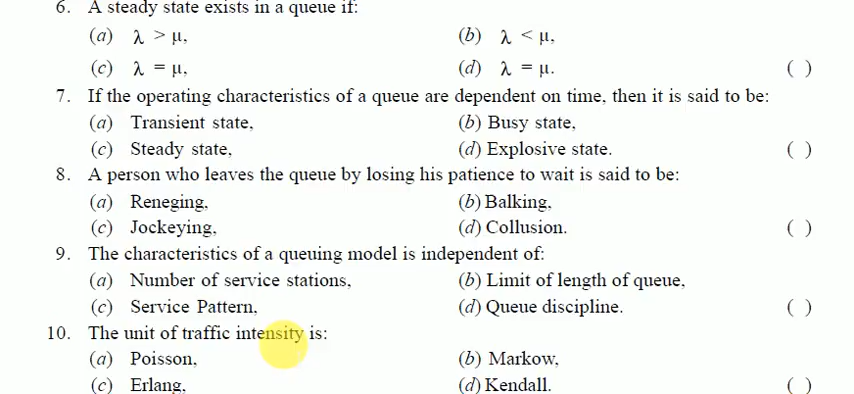 6. A steady state exists in a queue if:
(a) λ > μ, (b) λ < μ,
(c) λ = μ, (d) λ = μ. ( )
7. If the operating characteristics of a queue are dependent on time, then it is said to be:
(a) Transient state, (b) Busy state,
(c) Steady state, (d) Explosive state. ( )
8. A person who leaves the queue by losing his patience to wait is said to be:
(a) Reneging, (b) Balking,
(c) Jockeying, (d) Collusion. ( )
9. The characteristics of a queuing model is independent of:
(a) Number of service stations, (b) Limit of length of queue,
(c) Service Pattern, (d) Queue discipline. ( )
10. The unit of traffic intensity is:
(a) Poisson, (b) Markow,
(c) Erlang, (d) Kendall. ( )